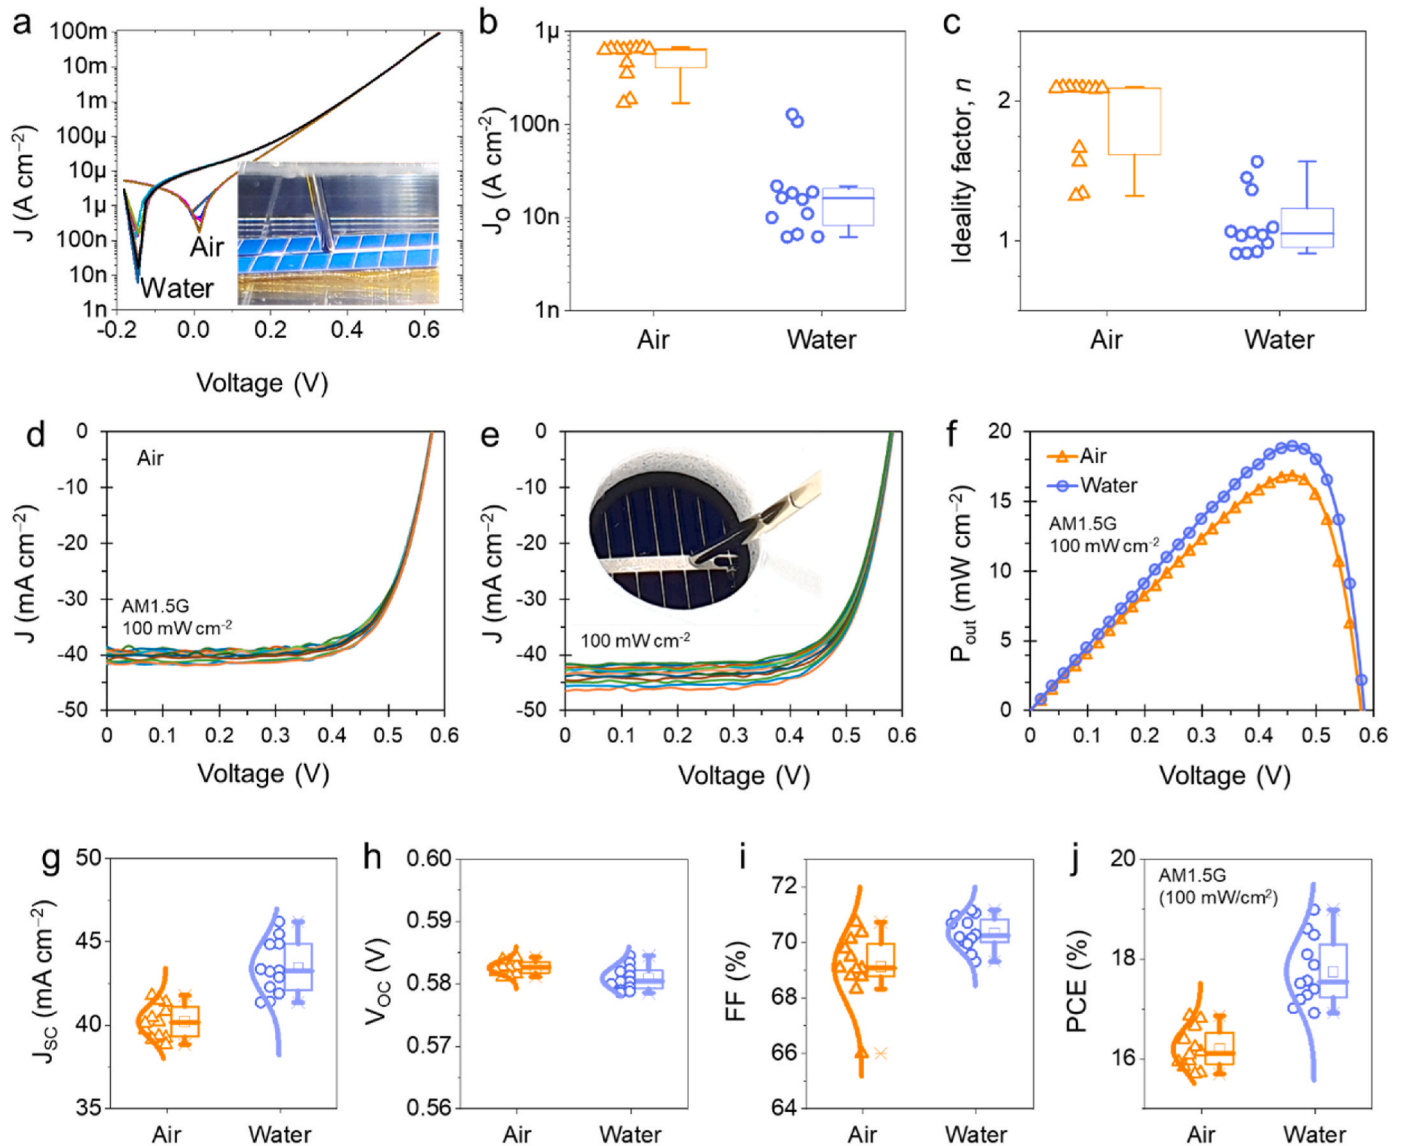 a
100m
10m
1m
100µ
10µ
1µ
100n
10n
1n
J (A cm⁻²)
Air
Water
-0.2
0.0
0.2
0.4
0.6
Voltage (V)
b
1µ
100n
10n
1n
J_O (A cm⁻²)
Air
Water
c
2
1
Ideality factor, n
Air
Water
d
0
-10
-20
-30
-40
-50
J (mA cm⁻²)
Air
AM1.5G
100 mW cm⁻²
0
0.1
0.2
0.3
0.4
0.5
0.6
Voltage (V)
e
0
-10
-20
-30
-40
-50
J (mA cm⁻²)
100 mW cm⁻²
0
0.1
0.2
0.3
0.4
0.5
0.6
Voltage (V)
f
20
15
10
5
0
P_out (mW cm⁻²)
Air
Water
AM1.5G
100 mW cm⁻²
0
0.1
0.2
0.3
0.4
0.5
0.6
Voltage (V)
g
50
45
40
35
J_SC (mA cm⁻²)
Air
Water
h
0.60
0.59
0.58
0.57
0.56
V_OC (V)
Air
Water
i
72
70
68
66
64
FF (%)
Air
Water
j
20
18
16
PCE (%)
AM1.5G
(100 mW/cm²)
Air
Water